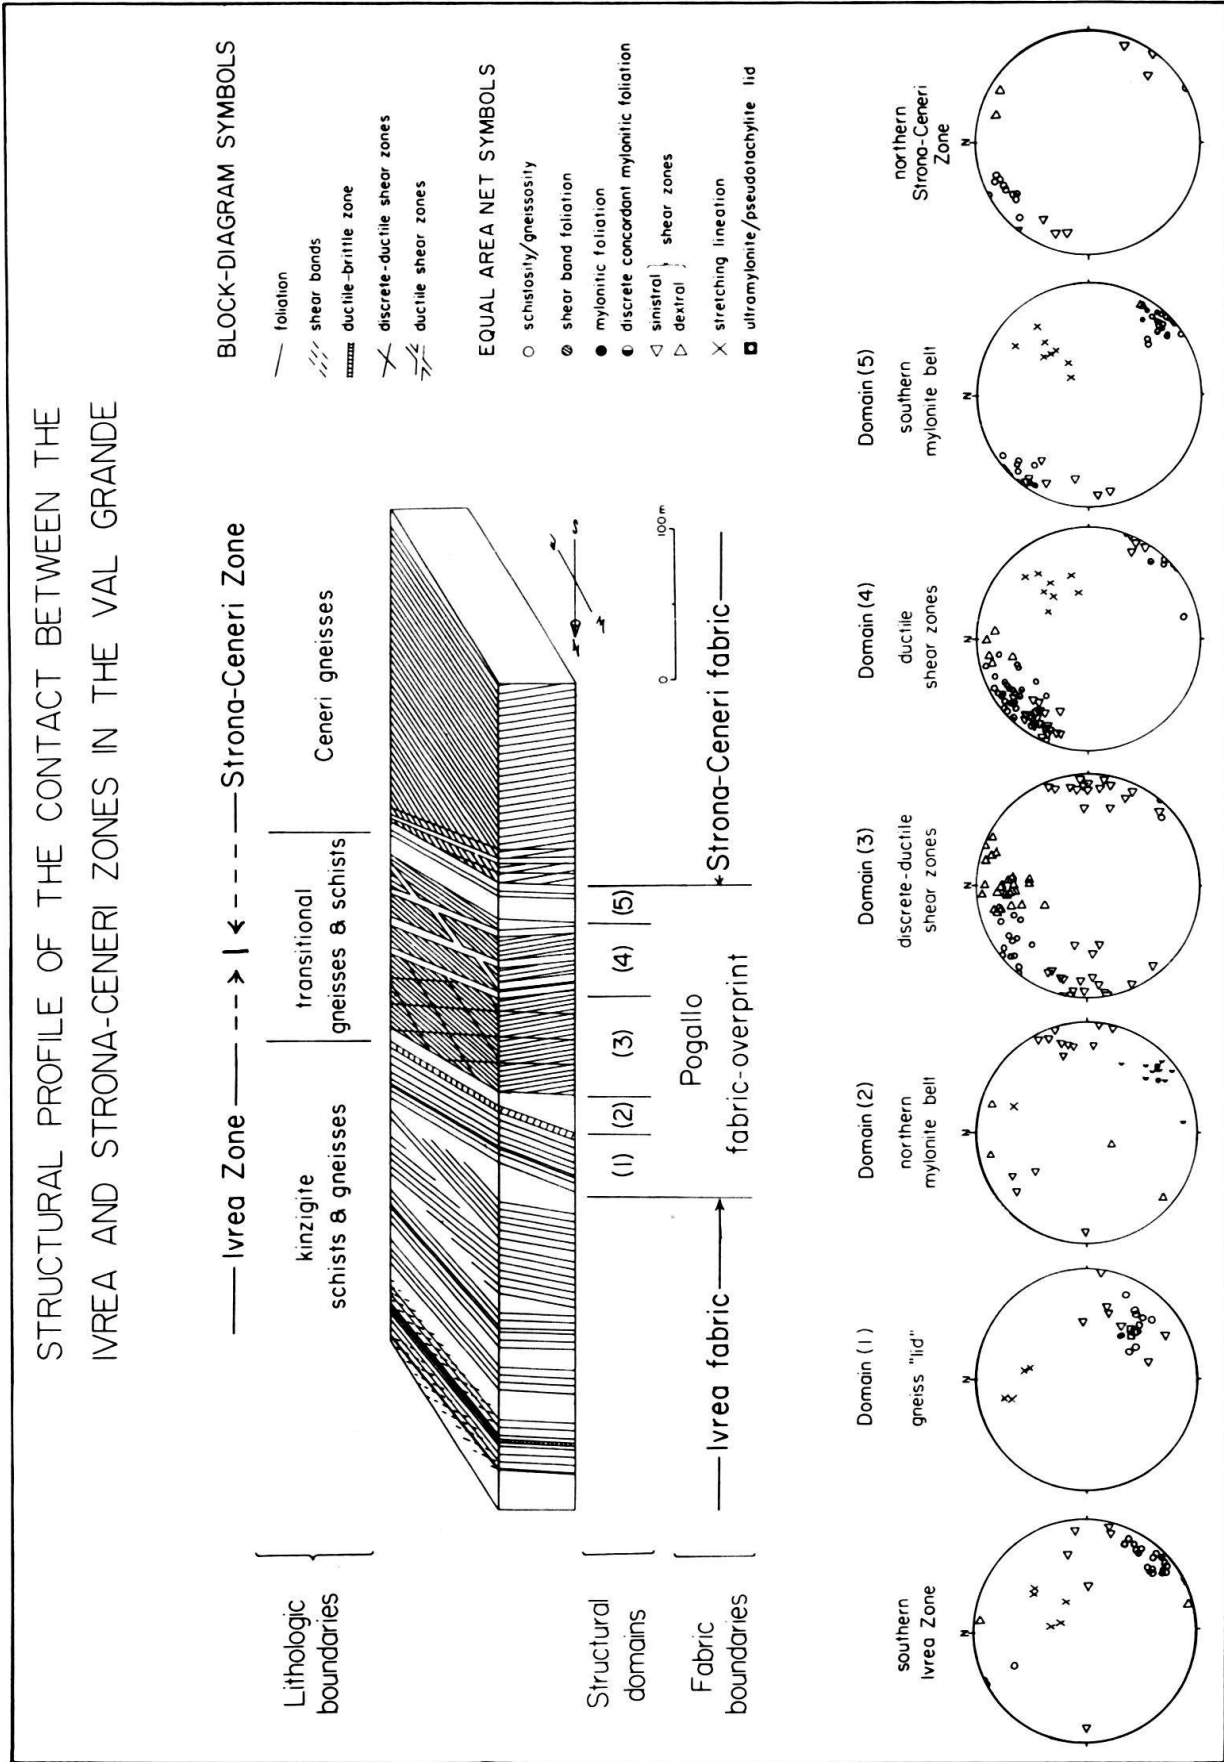 STRUCTURAL PROFILE OF THE CONTACT BETWEEN THE
IVREA AND STRONA-CENERI ZONES IN THE VAL GRANDE
Lithologic
boundaries
Ivrea Zone
Strona-Ceneri Zone
kinzigite
schists & gneisses
transitional
gneisses & schists
Ceneri gneisses
Structural
domains
(1)
(2)
(3)
(4)
(5)
0
100m
N
S
Fabric
boundaries
Ivrea fabric
Pogallo
fabric-overprint
Strona-Ceneri fabric
BLOCK-DIAGRAM SYMBOLS
foliation
shear bands
ductile-brittle zone
discrete-ductile shear zones
ductile shear zones
EQUAL AREA NET SYMBOLS
schistosity/gneissosity
shear band foliation
mylonitic foliation
discrete concordant mylonitic foliation
sinistral
dextral
shear zones
stretching lineation
ultramylonite/pseudotachylite lid
southern
Ivrea Zone
N
Domain (1)
gneiss "lid"
N
Domain (2)
northern
mylonite belt
N
Domain (3)
discrete-ductile
shear zones
N
Domain (4)
ductile
shear zones
N
Domain (5)
southern
mylonite belt
N
northern
Strona-Ceneri
Zone
N